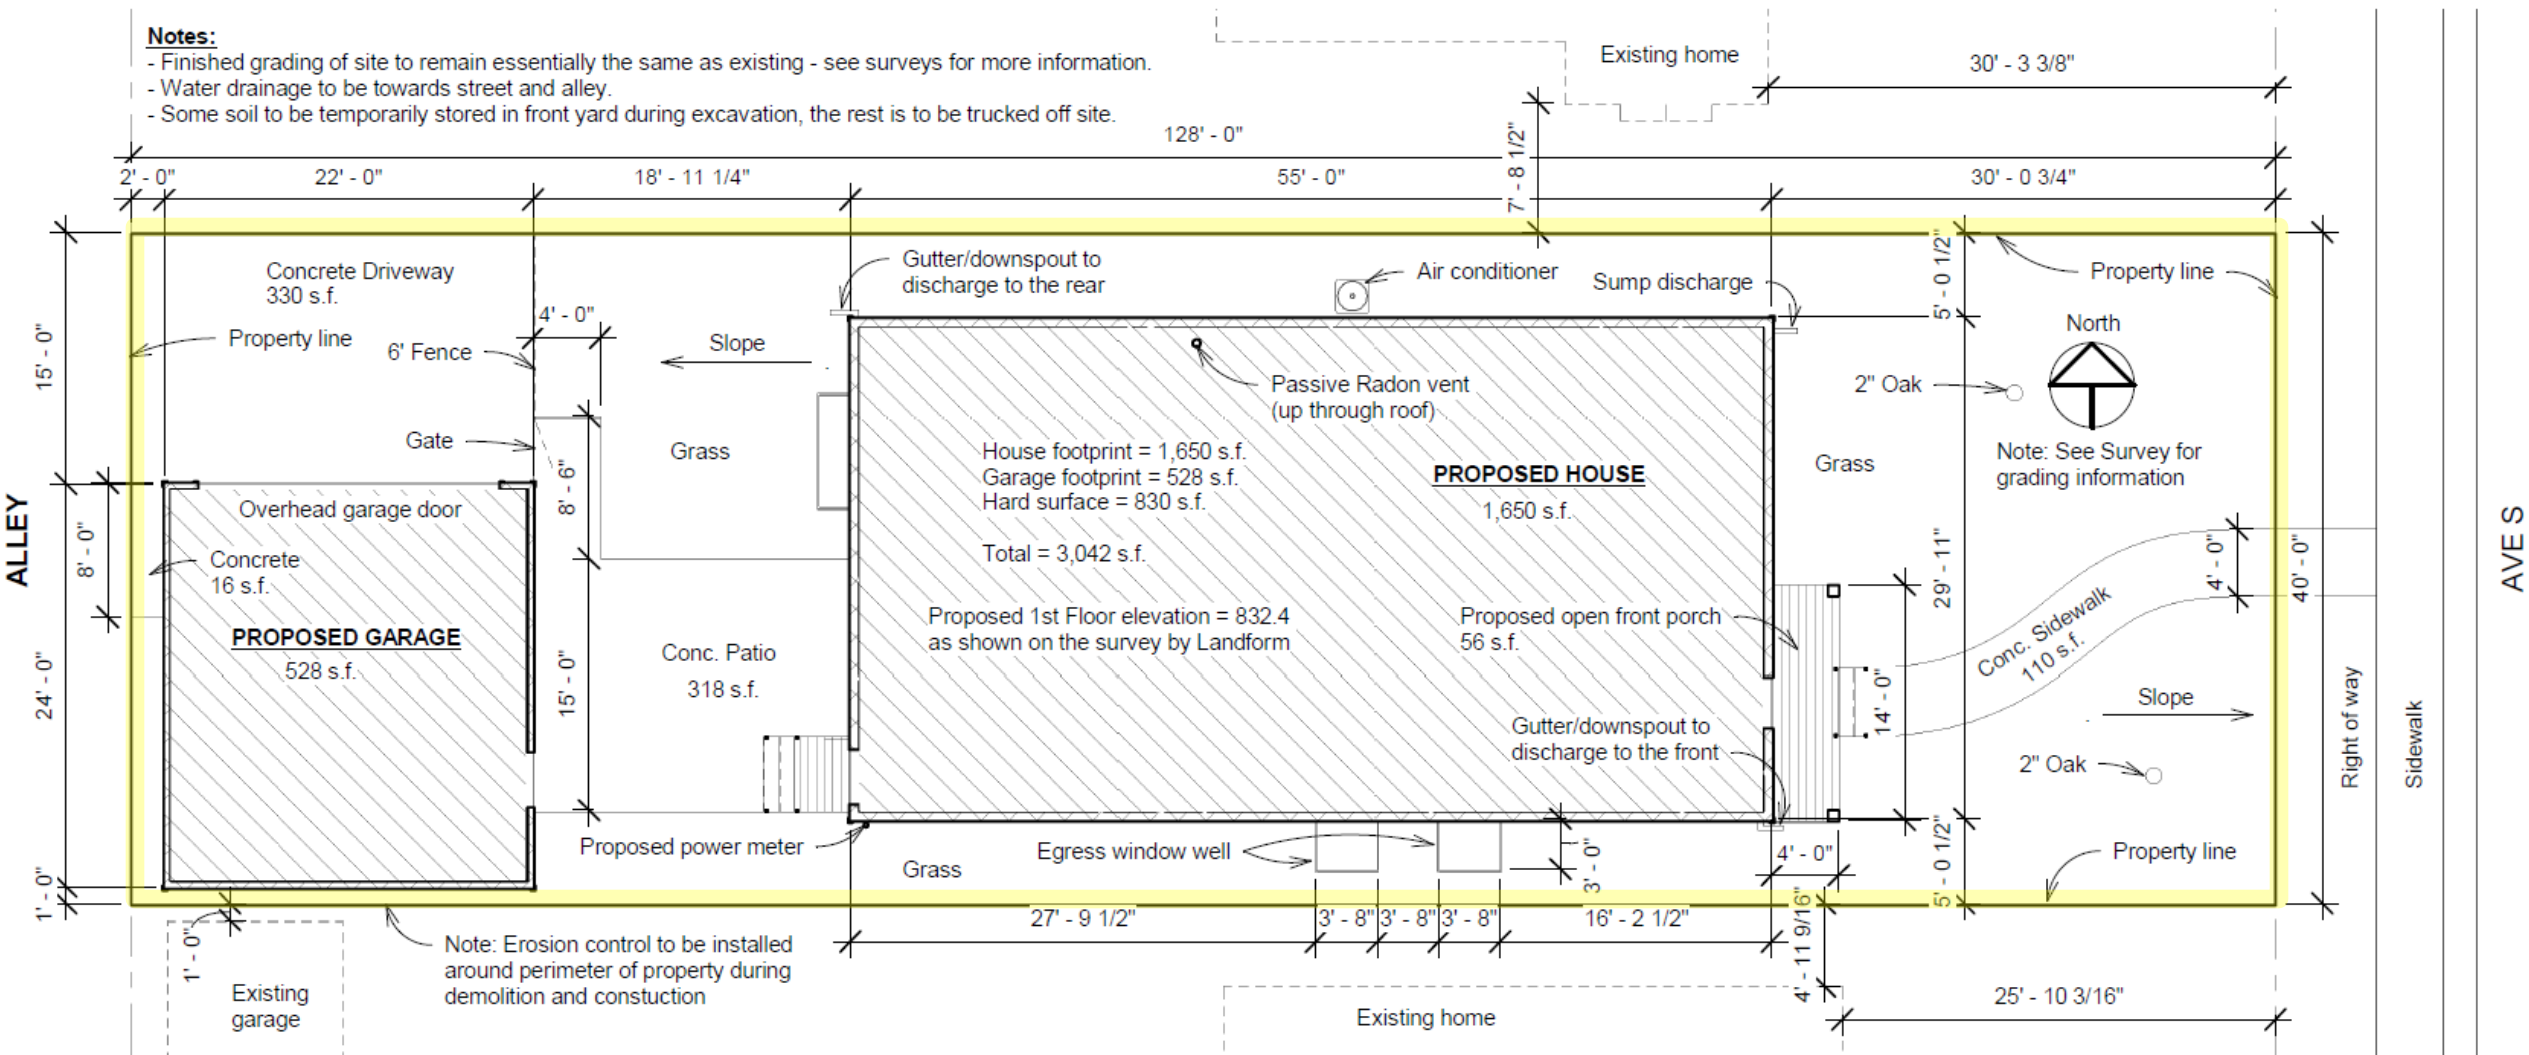 Notes:
- Finished grading of site to remain essentially the same as existing - see surveys for more information.
- Water drainage to be towards street and alley.
- Some soil to be temporarily stored in front yard during excavation, the rest is to be trucked off site.
Existing home
30' - 3 3/8"
128' - 0"
7' - 8 1/2"
2' - 0"
22' - 0"
18' - 11 1/4"
55' - 0"
30' - 0 3/4"
Concrete Driveway
330 s.f.
Property line
6' Fence
4' - 0"
Gutter/downspout to
discharge to the rear
Air conditioner
Sump discharge
5' - 0 1/2"
Property line
North
15' - 0"
Slope
Passive Radon vent
(up through roof)
2" Oak
Gate
Grass
8' - 6"
House footprint = 1,650 s.f.
Garage footprint = 528 s.f.
Hard surface = 830 s.f.
Total = 3,042 s.f.
PROPOSED HOUSE
1,650 s.f.
Grass
Note: See Survey for
grading information
ALLEY
8' - 0"
Overhead garage door
Concrete
16 s.f.
PROPOSED GARAGE
528 s.f.
24' - 0"
15' - 0"
Conc. Patio
318 s.f.
Proposed 1st Floor elevation = 832.4
as shown on the survey by Landform
Proposed open front porch
56 s.f.
29' - 11"
4' - 0"
40' - 0"
AVE S
Conc. Sidewalk
110 s.f.
14' - 0"
Gutter/downspout to
discharge to the front
Slope
2" Oak
Right of way
Sidewalk
Proposed power meter
Grass
Egress window well
3' - 0"
4' - 0"
5' - 0 1/2"
Property line
1' - 0"
1' - 0"
27' - 9 1/2"
3' - 8"
3' - 8"
3' - 8"
16' - 2 1/2"
4' - 11 9/16"
Note: Erosion control to be installed
around perimeter of property during
demolition and constuction
Existing
garage
Existing home
25' - 10 3/16"